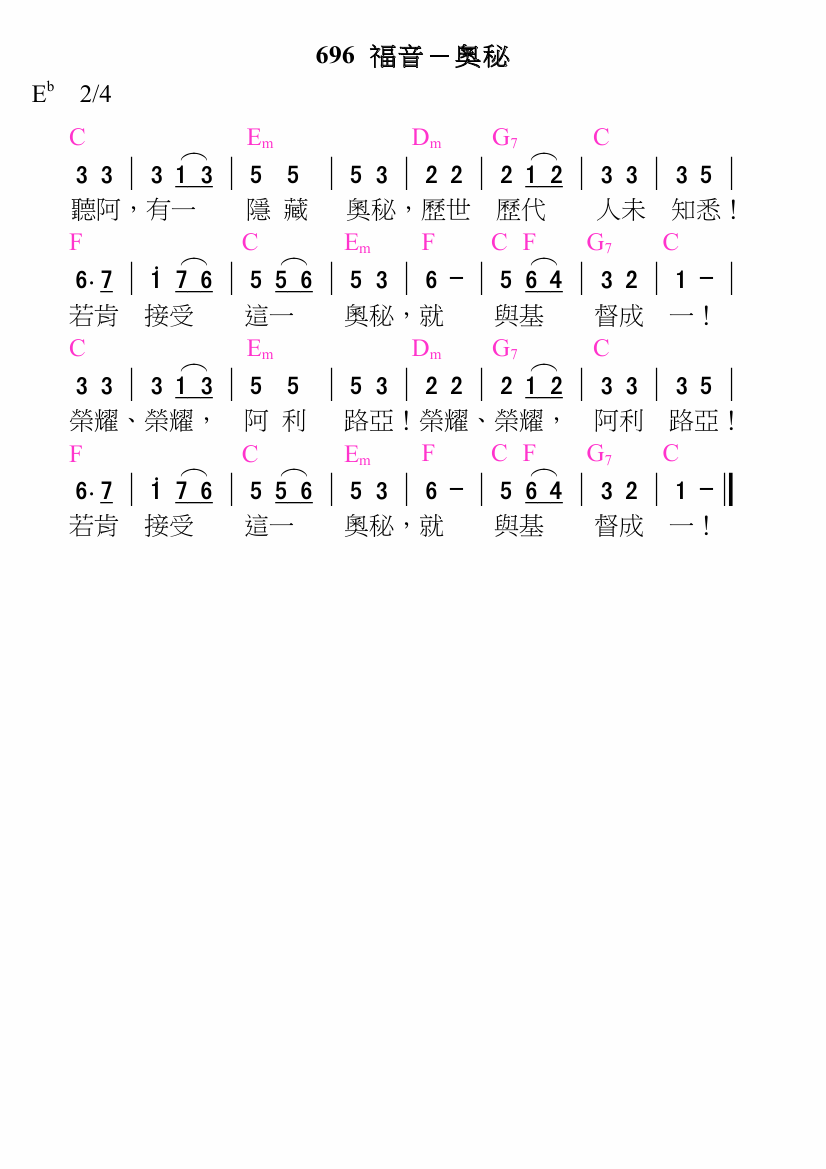 696 福音－奧秘
E♭ 2/4
C Em Dm G7 C
3 3 | 3 1 3 | 5 5 | 5 3 | 2 2 | 2 1 2 | 3 3 | 3 5 |
聽阿，有一 隱 藏 奧秘，歷世 歷代 人未 知悉！
F C Em F C F G7 C
6· 7 | i 7 6 | 5 5 6 | 5 3 | 6 － | 5 6 4 | 3 2 | 1 － |
若肯 接受 這一 奧秘，就 與基 督成 一！
C Em Dm G7 C
3 3 | 3 1 3 | 5 5 | 5 3 | 2 2 | 2 1 2 | 3 3 | 3 5 |
榮耀、榮耀， 阿 利 路亞！榮耀、榮耀， 阿利 路亞！
F C Em F C F G7 C
6· 7 | i 7 6 | 5 5 6 | 5 3 | 6 － | 5 6 4 | 3 2 | 1 － ||
若肯 接受 這一 奧秘，就 與基 督成 一！